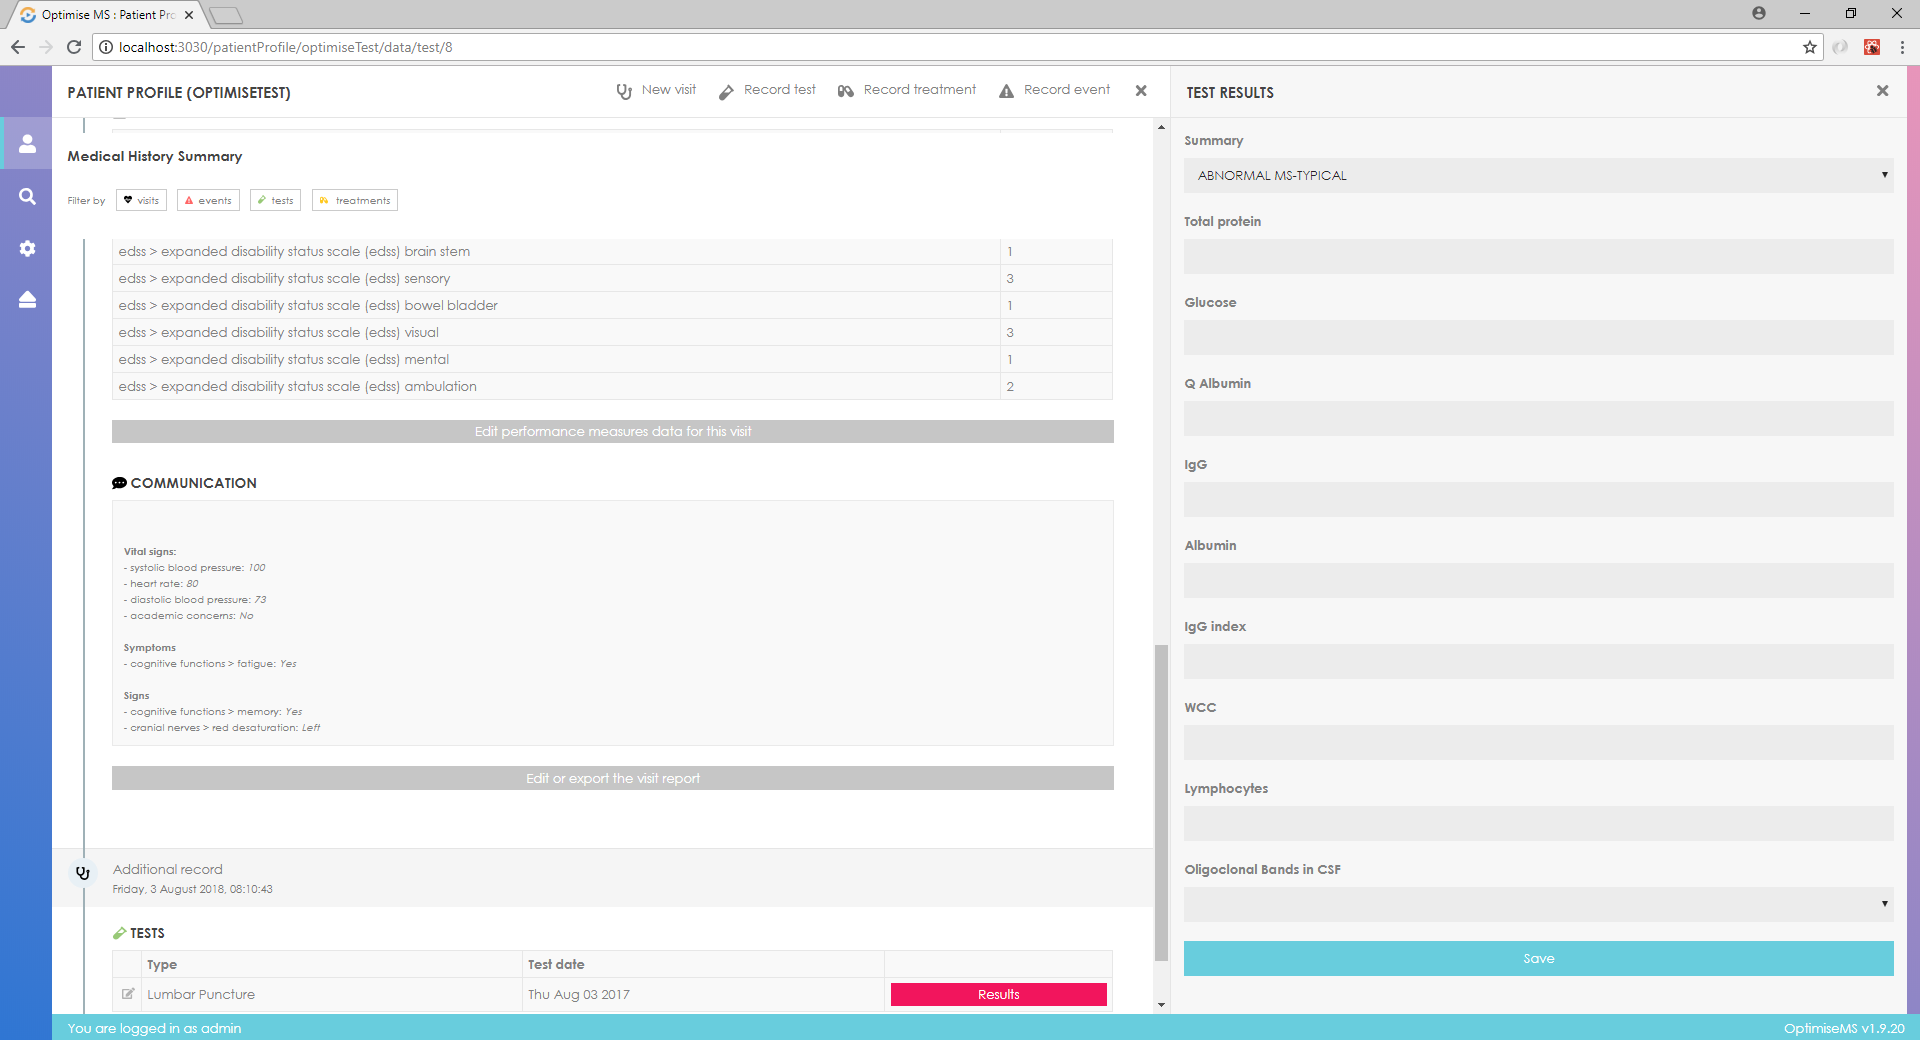 Optimise MS : Patient Pro
localhost:3030/patientProfile/optimiseTest/data/test/8
PATIENT PROFILE (OPTIMISETEST)
New visit
Record test
Record treatment
Record event
Medical History Summary
Filter by
visits
events
tests
treatments
edss > expanded disability status scale (edss) brain stem 1
edss > expanded disability status scale (edss) sensory 3
edss > expanded disability status scale (edss) bowel bladder 1
edss > expanded disability status scale (edss) visual 3
edss > expanded disability status scale (edss) mental 1
edss > expanded disability status scale (edss) ambulation 2
Edit performance measures data for this visit
COMMUNICATION
Vital signs:
- systolic blood pressure: 100
- heart rate: 80
- diastolic blood pressure: 73
- academic concerns: No
Symptoms
- cognitive functions > fatigue: Yes
Signs
- cognitive functions > memory: Yes
- cranial nerves > red desaturation: Left
Edit or export the visit report
Additional record
Friday, 3 August 2018, 08:10:43
TESTS
Type Test date
Lumbar Puncture Thu Aug 03 2017 Results
TEST RESULTS
Summary
ABNORMAL MS-TYPICAL
Total protein
Glucose
Q Albumin
IgG
Albumin
IgG index
WCC
Lymphocytes
Oligoclonal Bands in CSF
Save
You are logged in as admin
OptimiseMS v1.9.20